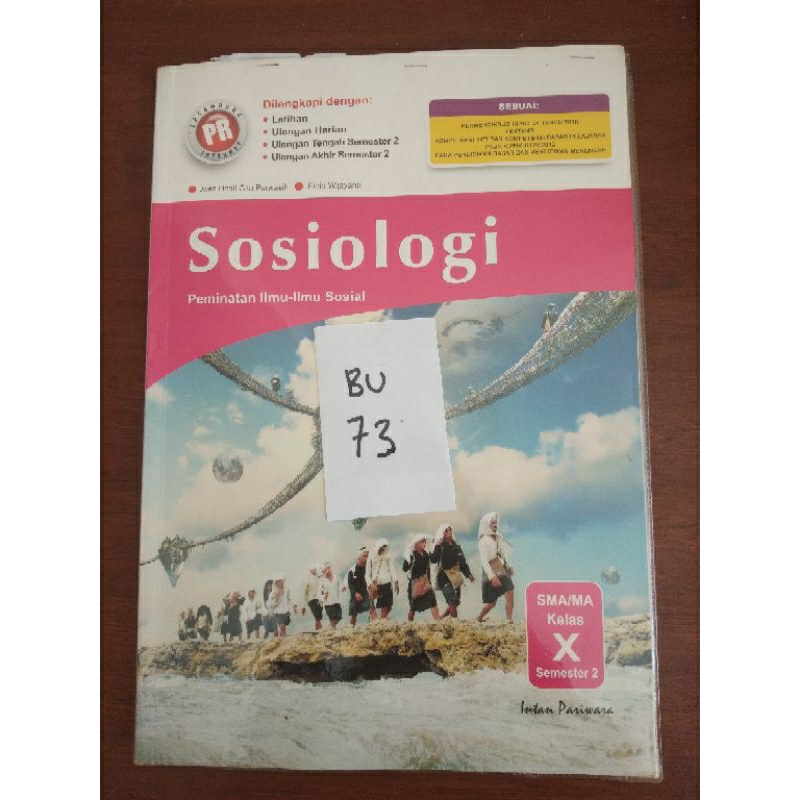 PR
INTERNET
Dilengkapi dengan:
• Latihan
• Ulangan Harian
• Ulangan Tengah Semester 2
• Ulangan Akhir Semester 2
SESUAI:
Sosiologi
Peminatan Ilmu-Ilmu Sosial
BU
73
SMA/MA
Kelas
X
Semester 2
Intan Pariwara